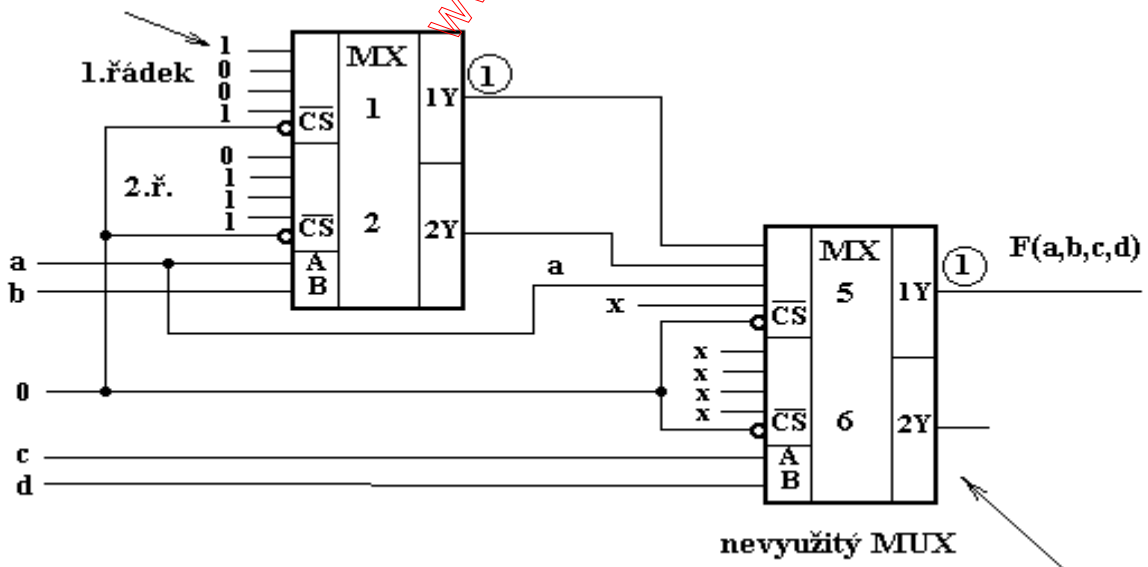 1
1.řádek
0
0
1
CS
MX
1
1Y
1
0
1
1
1
2.ř.
CS
2
2Y
a
A
b
B
a
x
MX
5
1Y
1
F(a,b,c,d)
CS
x
x
x
x
0
CS
6
2Y
c
A
d
B
nevyužitý MUX